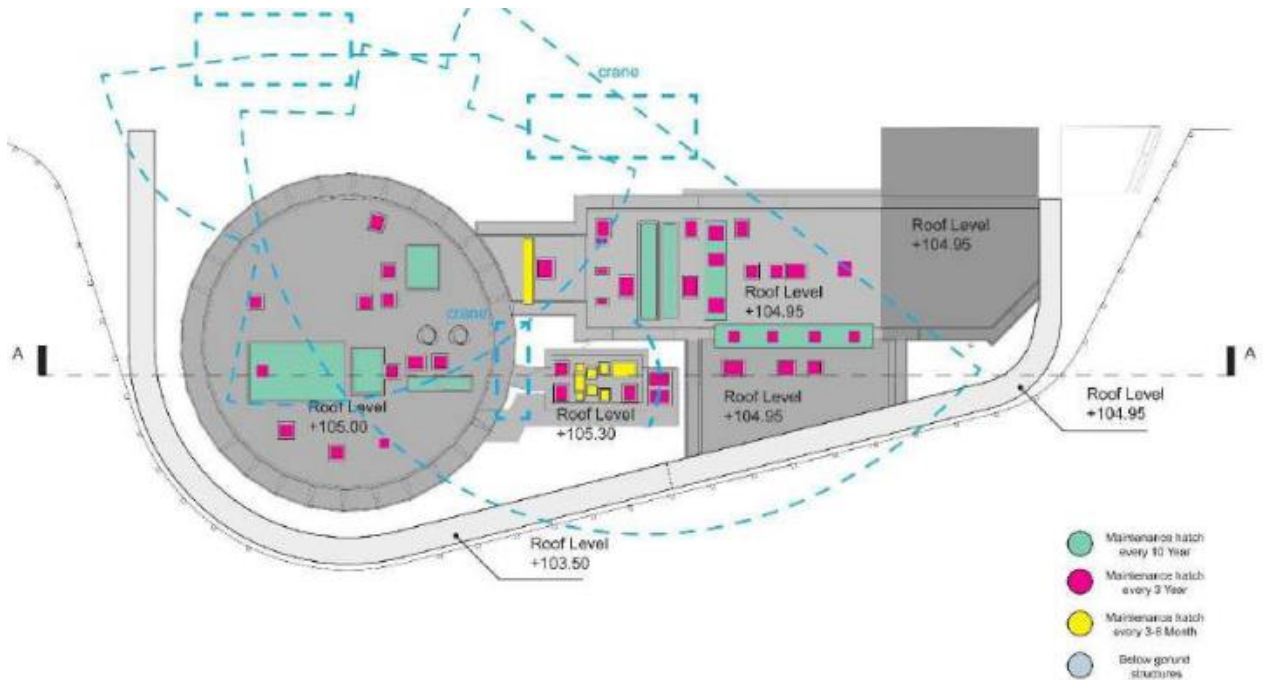 crane
Roof Level
+104.95
crane
Roof Level
+104.95
A
A
Roof Level
+105.00
Roof Level
+105.30
Roof Level
+104.95
Roof Level
+104.95
Roof Level
+103.50
Maintenance hatch
every 10 Year
Maintenance hatch
every 3 Year
Maintenance hatch
every 3-6 Month
Below gorund
structures